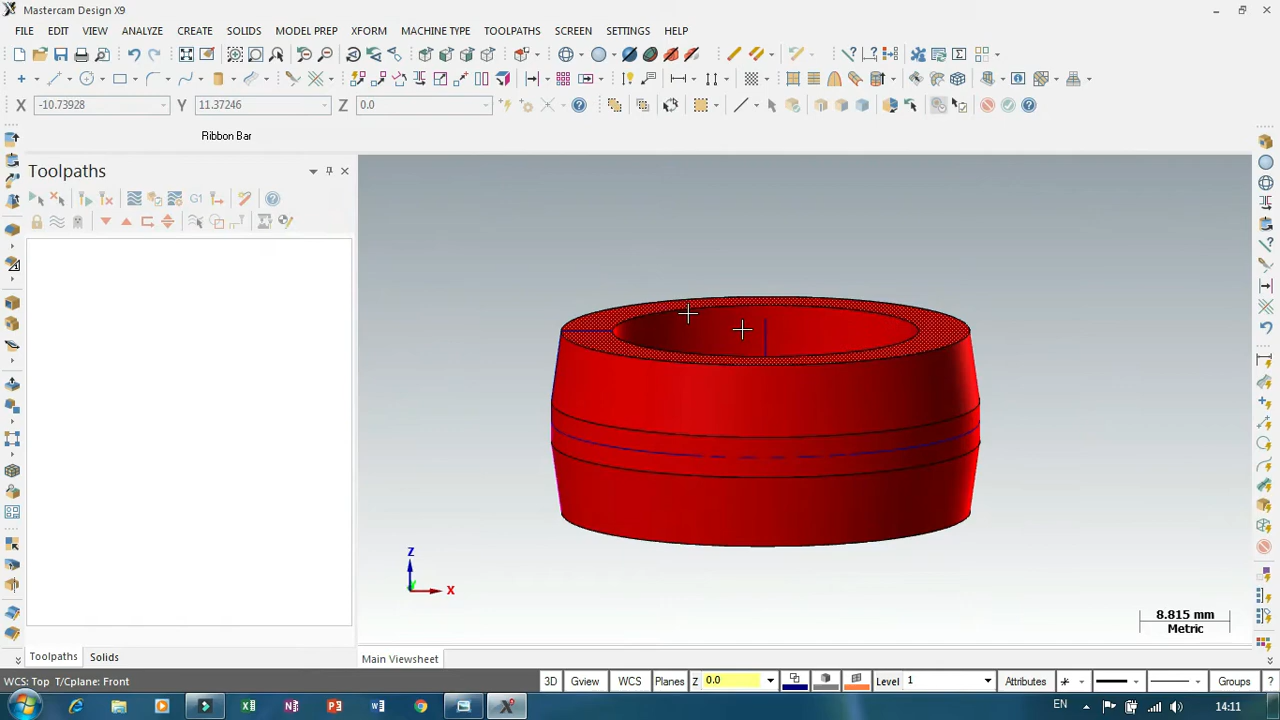 Mastercam Design X9
FILE EDIT VIEW ANALYZE CREATE SOLIDS MODEL PREP XFORM MACHINE TYPE TOOLPATHS SCREEN SETTINGS HELP
X -10.73928 Y 11.37246 Z 0.0
Ribbon Bar
Toolpaths
G1
Z
X
8.815 mm
Metric
Toolpaths Solids
Main Viewsheet
WCS: Top T/Cplane: Front
3D Gview WCS Planes Z 0.0 Level 1 Attributes Groups ?
EN 14:11